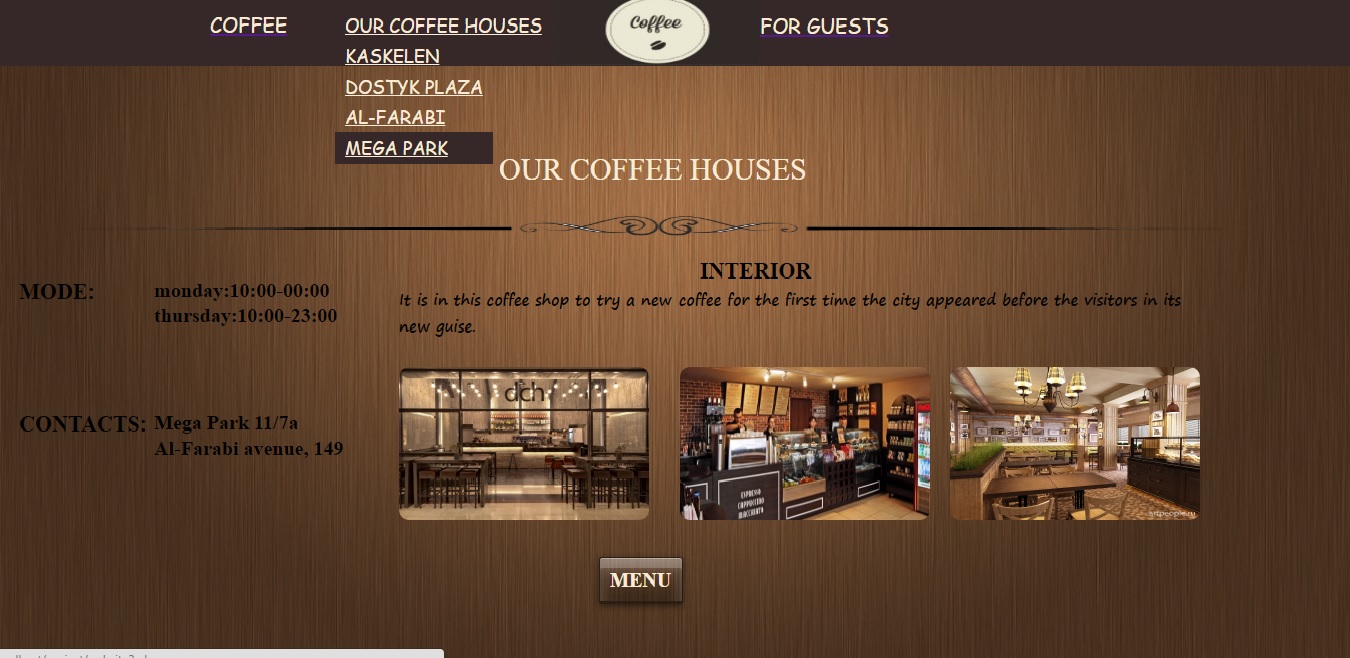 COFFEE
OUR COFFEE HOUSES
Coffee
FOR GUESTS
KASKELEN
DOSTYK PLAZA
AL-FARABI
MEGA PARK
OUR COFFEE HOUSES
MODE:
monday:10:00-00:00
thursday:10:00-23:00
INTERIOR
It is in this coffee shop to try a new coffee for the first time the city appeared before the visitors in its
new guise.
CONTACTS:
Mega Park 11/7a
Al-Farabi avenue, 149
dch
ESPRESSO
CAPPUCCINO
MACCHIATO
artpeople.ru
MENU